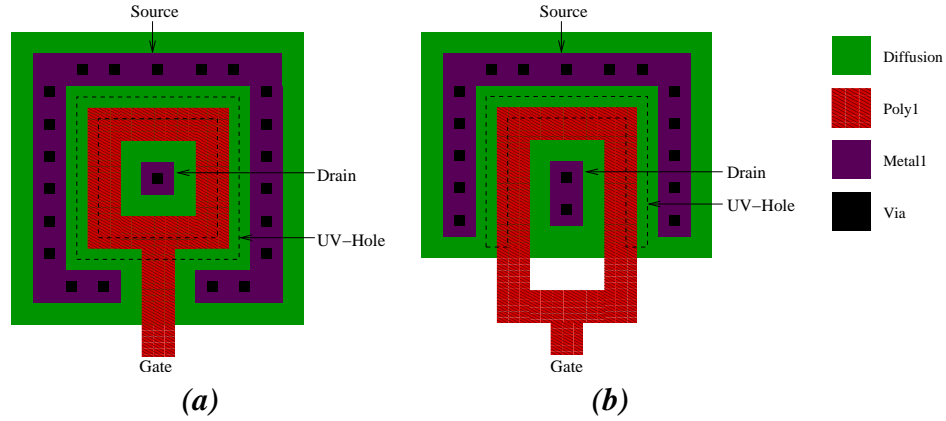 Source
Drain
UV-Hole
Gate
(a)
Source
Drain
UV-Hole
Gate
(b)
Diffusion
Poly1
Metal1
Via